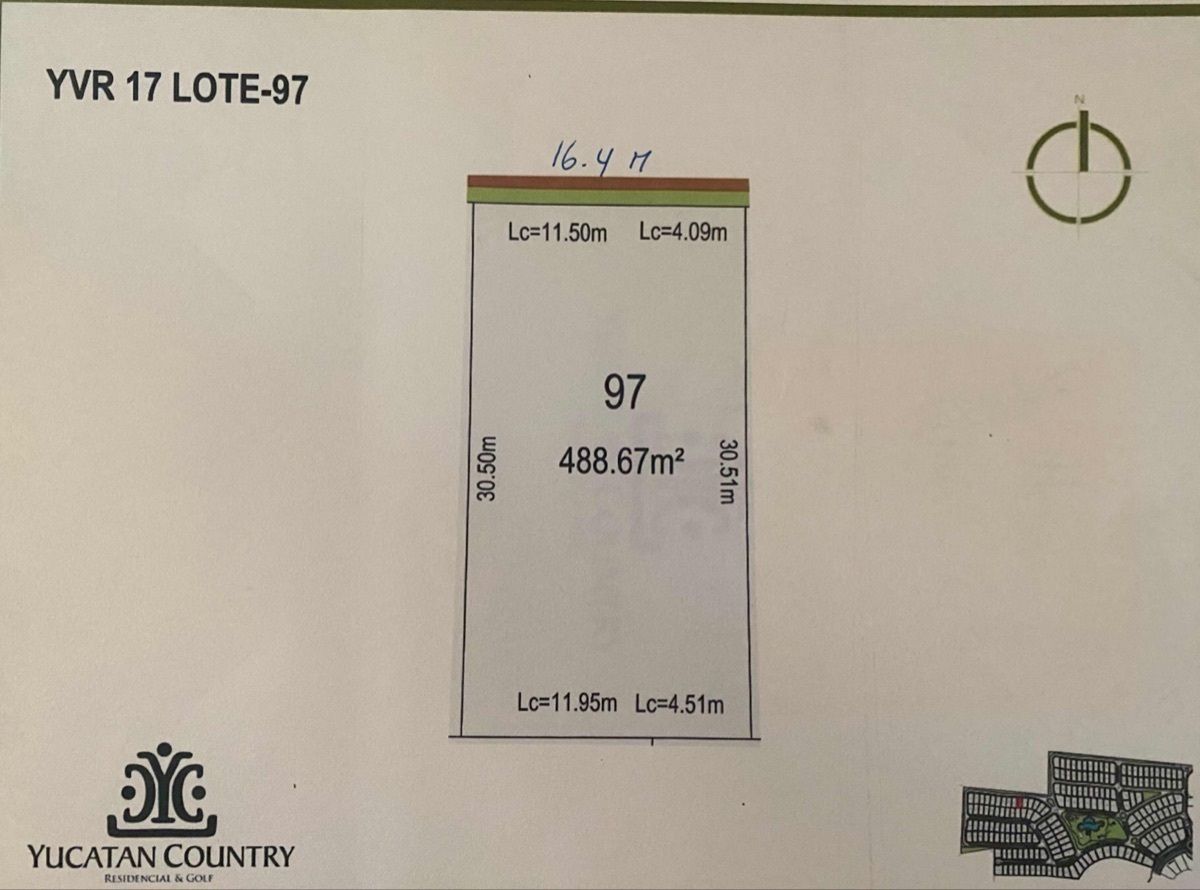 YVR 17 LOTE-97
N
16.4 M
Lc=11.50m Lc=4.09m
97
488.67m²
30.50m
30.51m
Lc=11.95m Lc=4.51m
YUCATAN COUNTRY
RESIDENCIAL & GOLF